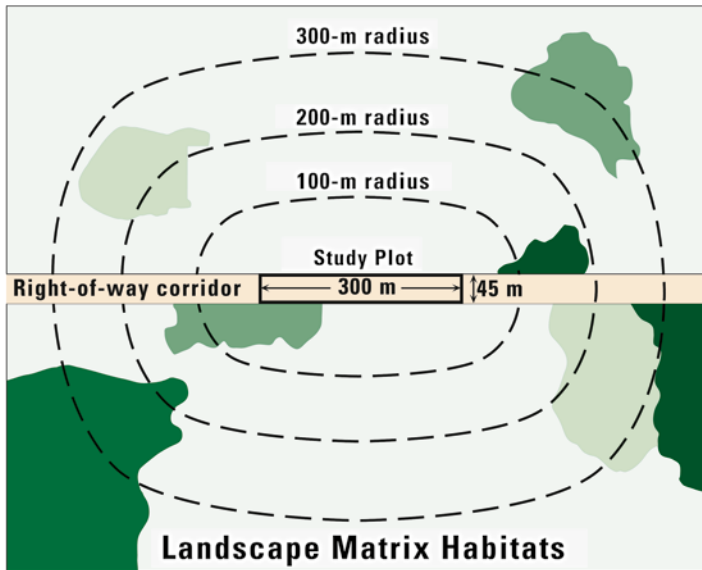 300-m radius
200-m radius
100-m radius
Study Plot
Right-of-way corridor
300 m
45 m
Landscape Matrix Habitats